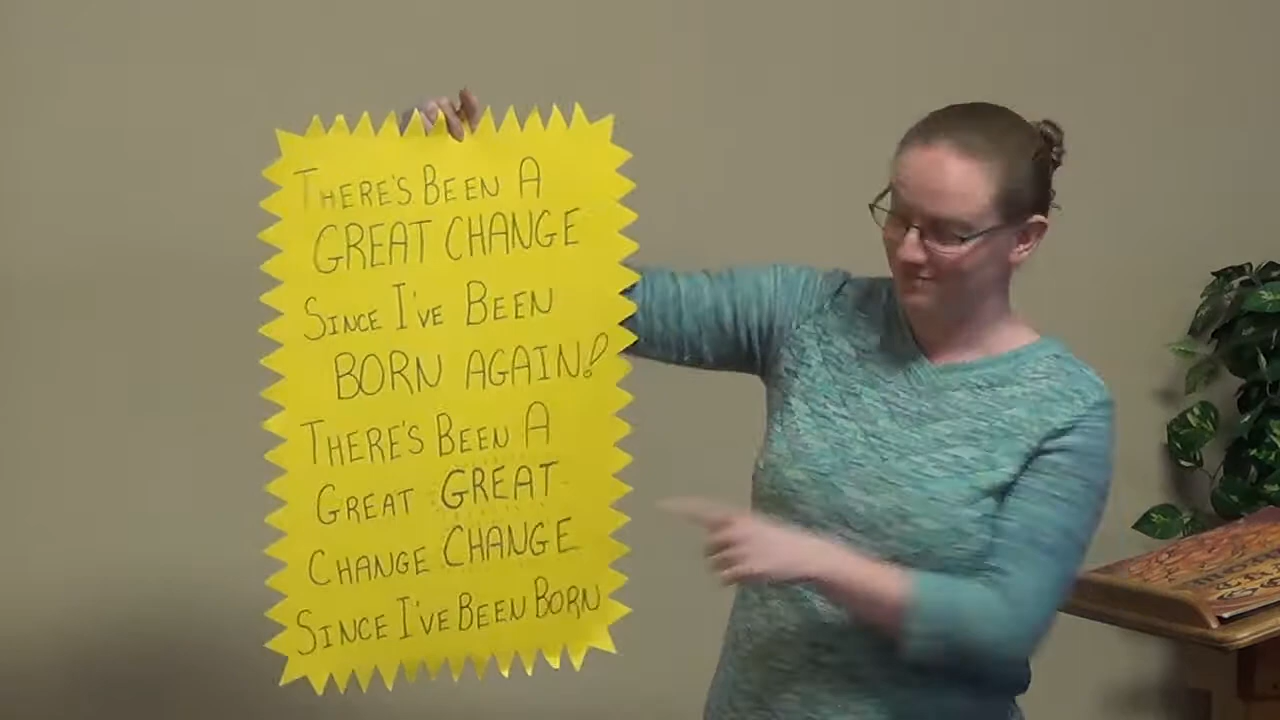 THERE'S BEEN A
GREAT CHANGE
SINCE I'VE BEEN
BORN AGAIN!
THERE'S BEEN A
GREAT GREAT
CHANGE CHANGE
SINCE I'VE BEEN BORN